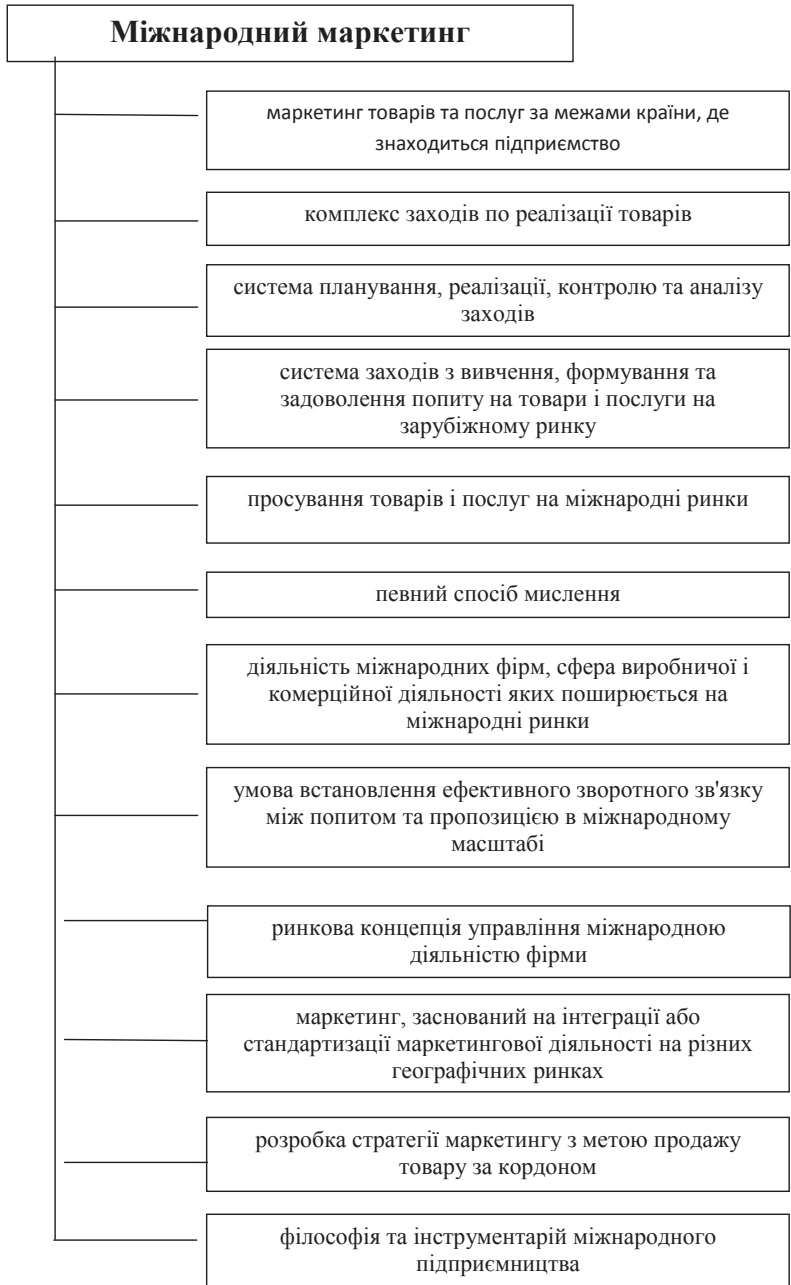 Міжнародний маркетинг
маркетинг товарів та послуг за межами країни, де
знаходиться підприємство
комплекс заходів по реалізації товарів
система планування, реалізації, контролю та аналізу
заходів
система заходів з вивчення, формування та
задоволення попиту на товари і послуги на
зарубіжному ринку
просування товарів і послуг на міжнародні ринки
певний спосіб мислення
діяльність міжнародних фірм, сфера виробничої і
комерційної діяльності яких поширюється на
міжнародні ринки
умова встановлення ефективного зворотного зв'язку
між попитом та пропозицією в міжнародному
масштабі
ринкова концепція управління міжнародною
діяльністю фірми
маркетинг, заснований на інтеграції або
стандартизації маркетингової діяльності на різних
географічних ринках
розробка стратегії маркетингу з метою продажу
товару за кордоном
філософія та інструментарій міжнародного
підприємництва